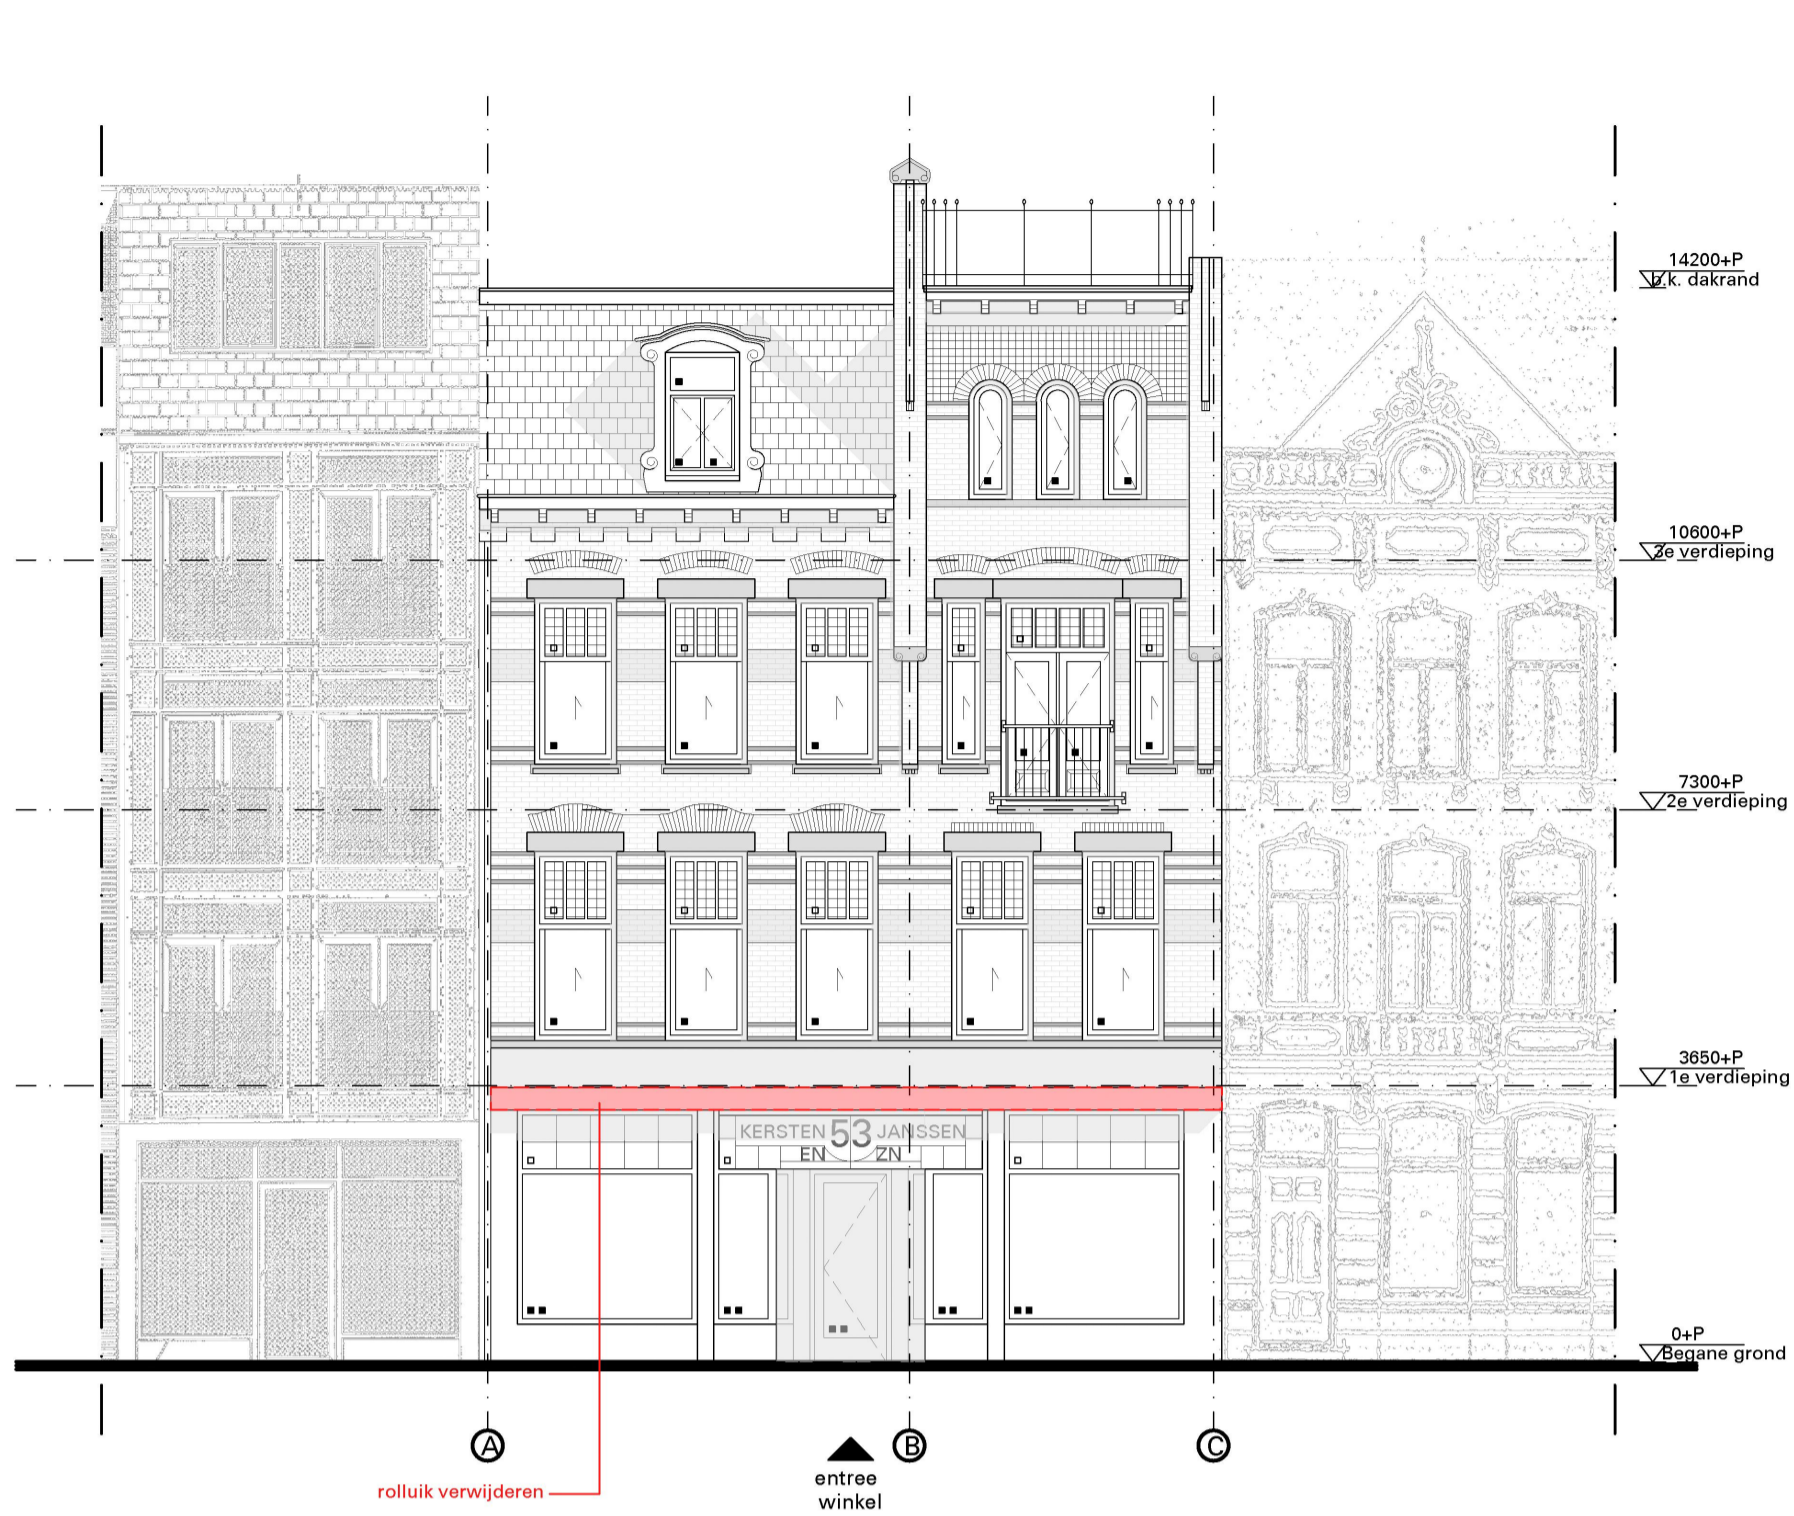 14200+P
b.k. dakrand
10600+P
3e verdieping
7300+P
2e verdieping
3650+P
1e verdieping
KERSTEN 53 JANSSEN
EN ZN
0+P
Begane grond
A
B
C
rolluik verwijderen
entree
winkel